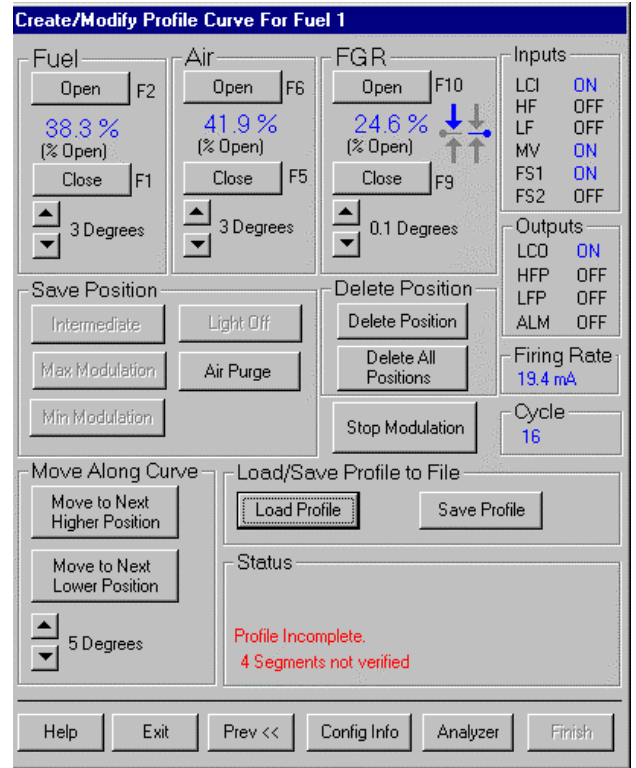 Create/Modify Profile Curve For Fuel 1
Fuel
Open F2
38.3 %
(% Open)
Close F1
3 Degrees
Air
Open F6
41.9 %
(% Open)
Close F5
3 Degrees
FGR
Open F10
24.6 %
(% Open)
Close F9
0.1 Degrees
Inputs
LCI ON
HF OFF
LF OFF
MV ON
FS1 ON
FS2 OFF
Outputs
LCO ON
HFP OFF
LFP OFF
ALM OFF
Save Position
Intermediate
Light Off
Max Modulation
Air Purge
Min Modulation
Delete Position
Delete Position
Delete All
Positions
Stop Modulation
Firing Rate
19.4 mA
Cycle
16
Move Along Curve
Move to Next
Higher Position
Move to Next
Lower Position
5 Degrees
Load/Save Profile to File
Load Profile
Save Profile
Status
Profile Incomplete.
4 Segments not verified
Help
Exit
Prev <<
Config Info
Analyzer
Finish